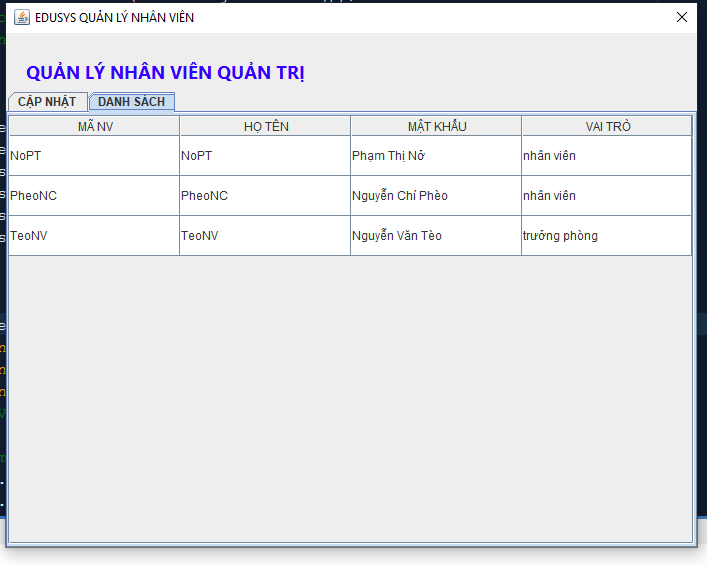 EDUSYS QUẢN LÝ NHÂN VIÊN
QUẢN LÝ NHÂN VIÊN QUẢN TRỊ
CẬP NHẬT DANH SÁCH
MÃ NV HỌ TÊN MẬT KHẨU VAI TRÒ
NoPT NoPT Phạm Thị Nở nhân viên
PheoNC PheoNC Nguyễn Chí Phèo nhân viên
TeoNV TeoNV Nguyễn Văn Tèo trưởng phòng